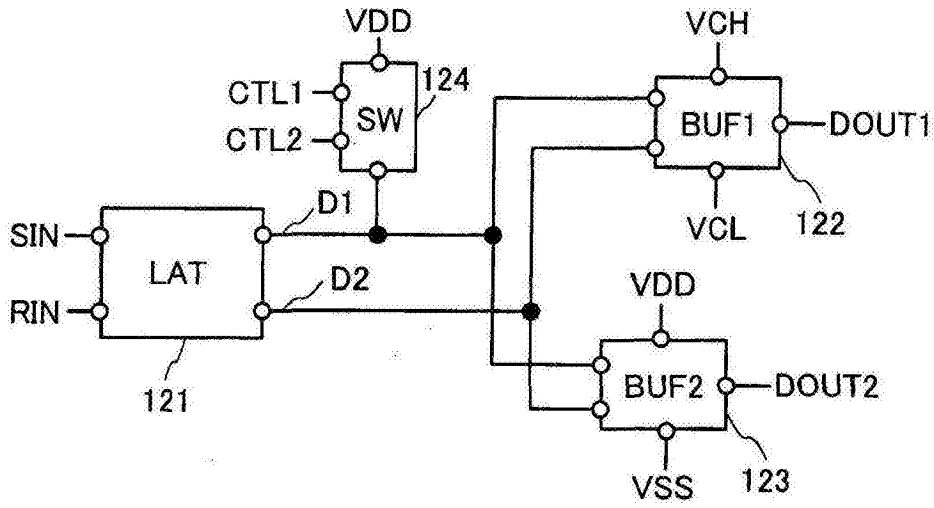 VDD
VCH
CTL1
SW
124
CTL2
BUF1
DOUT1
122
VCL
D1
SIN
LAT
D2
RIN
121
VDD
BUF2
DOUT2
123
VSS